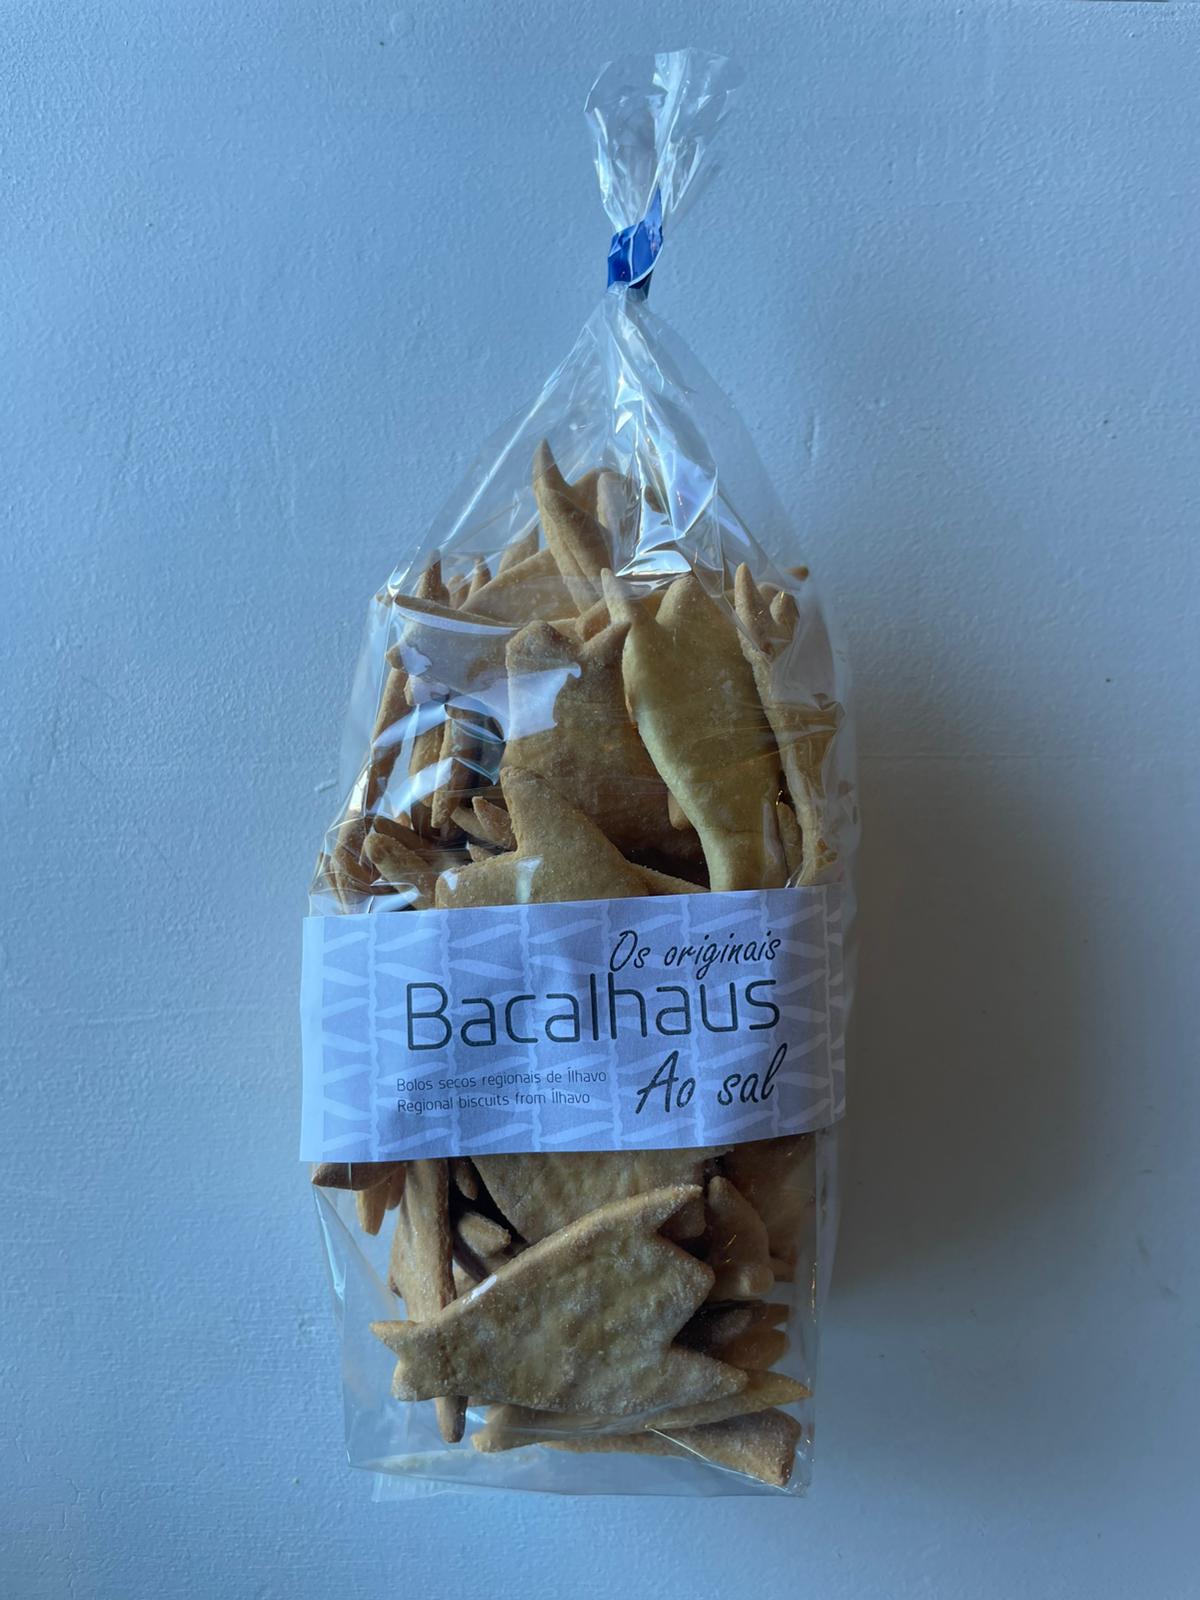 Os originais
Bacalhaus
Ao sal
Bolos secos regionais de Ílhavo
Regional biscuits from Ílhavo